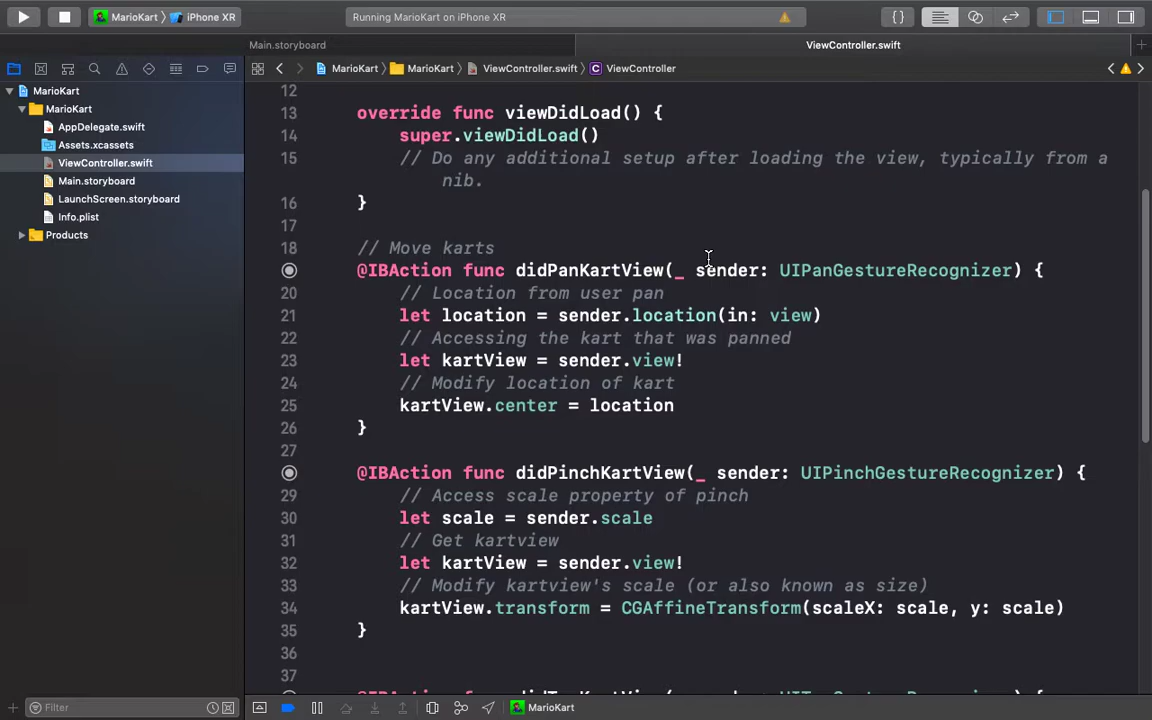 MarioKart
iPhone XR
Running MarioKart on iPhone XR
Main.storyboard
ViewController.swift
MarioKart
MarioKart
ViewController.swift
C
ViewController
MarioKart
MarioKart
AppDelegate.swift
Assets.xcassets
ViewController.swift
Main.storyboard
LaunchScreen.storyboard
Info.plist
Products
12
13 override func viewDidLoad() {
14 super.viewDidLoad()
15 // Do any additional setup after loading the view, typically from a
nib.
16 }
17
18 // Move karts
@IBAction func didPanKartView(_ sender: UIPanGestureRecognizer) {
20 // Location from user pan
21 let location = sender.location(in: view)
22 // Accessing the kart that was panned
23 let kartView = sender.view!
24 // Modify location of kart
25 kartView.center = location
26 }
27
@IBAction func didPinchKartView(_ sender: UIPinchGestureRecognizer) {
29 // Access scale property of pinch
30 let scale = sender.scale
31 // Get kartview
32 let kartView = sender.view!
33 // Modify kartview's scale (or also known as size)
34 kartView.transform = CGAffineTransform(scaleX: scale, y: scale)
35 }
36
37
Filter
MarioKart